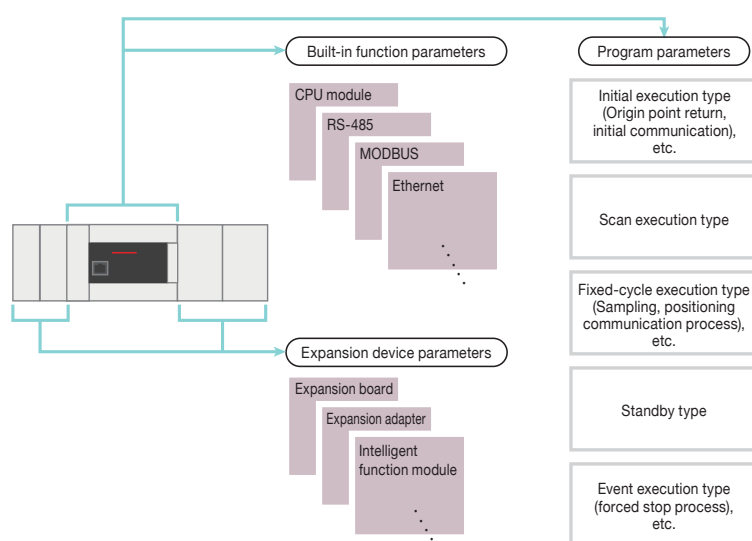 Built-in function parameters
Program parameters
CPU module
RS-485
MODBUS
Ethernet
Initial execution type
(Origin point return,
initial communication),
etc.
Scan execution type
Fixed-cycle execution type
(Sampling, positioning
communication process),
etc.
Expansion device parameters
Expansion board
Expansion adapter
Intelligent
function module
Standby type
Event execution type
(forced stop process),
etc.